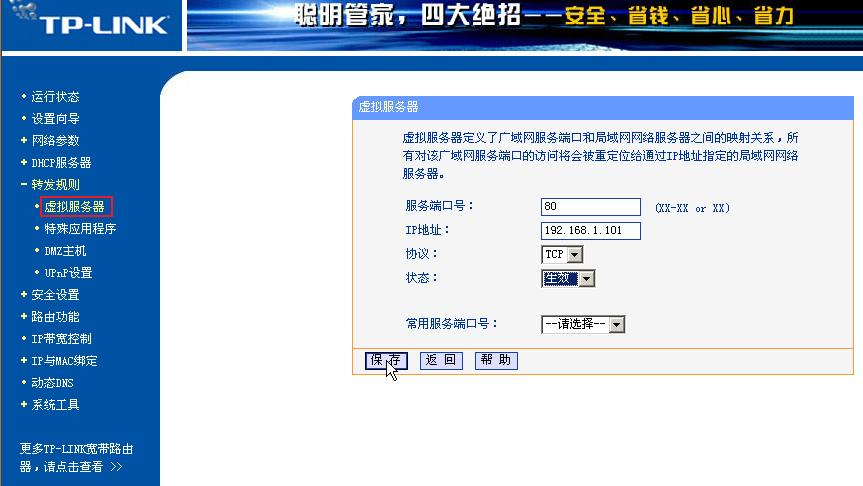 TP-LINK
聪明管家，四大绝招——安全、省钱、省心、省力
• 运行状态
• 设置向导
+ 网络参数
+ DHCP服务器
- 转发规则
• 虚拟服务器
• 特殊应用程序
• DMZ主机
• UPnP设置
+ 安全设置
+ 路由功能
• IP带宽控制
+ IP与MAC绑定
• 动态DNS
+ 系统工具
更多TP-LINK宽带路由
器，请点击查看 >>
虚拟服务器
虚拟服务器定义了广域网服务端口和局域网网络服务器之间的映射关系，所
有对该广域网服务端口的访问将会被重定位给通过IP地址指定的局域网网络
服务器。
服务端口号： 80 (XX-XX or XX)
IP地址： 192.168.1.101
协议： TCP
状态： 生效
常用服务端口号： --请选择--
保 存 返 回 帮 助